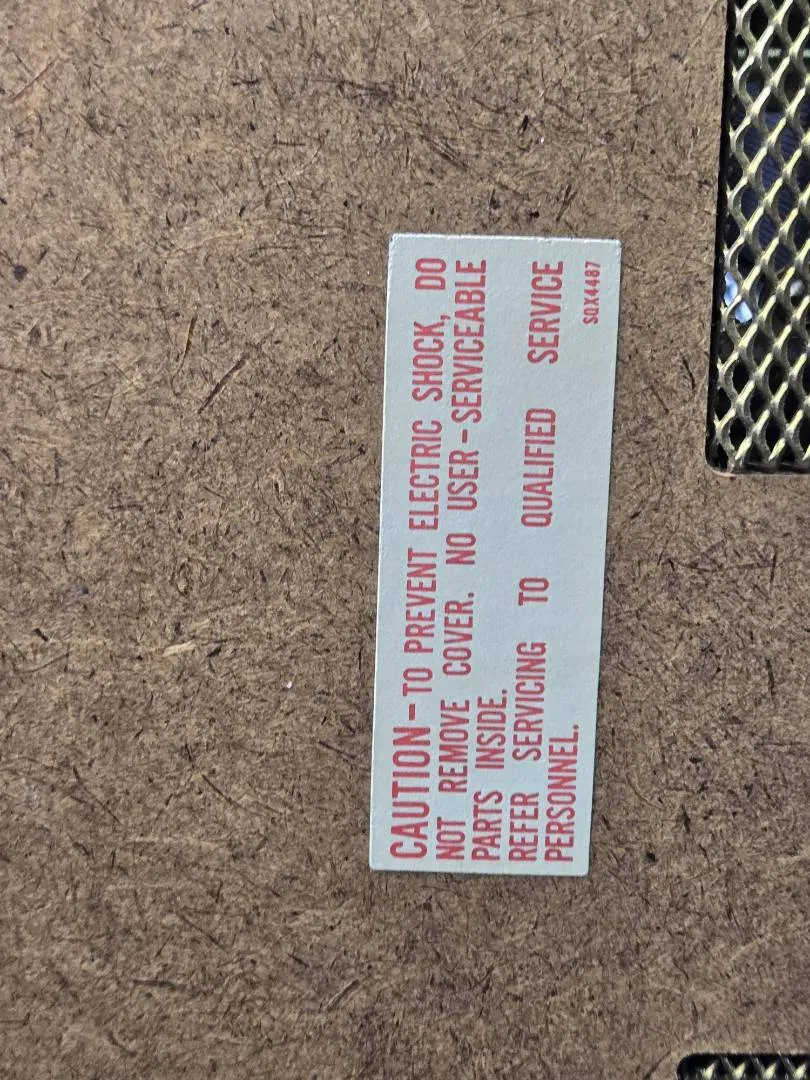 CAUTION – TO PREVENT ELECTRIC SHOCK, DO
NOT REMOVE COVER. NO USER – SERVICEABLE
PARTS INSIDE.
REFER SERVICING TO QUALIFIED SERVICE
PERSONNEL.
SQX4487